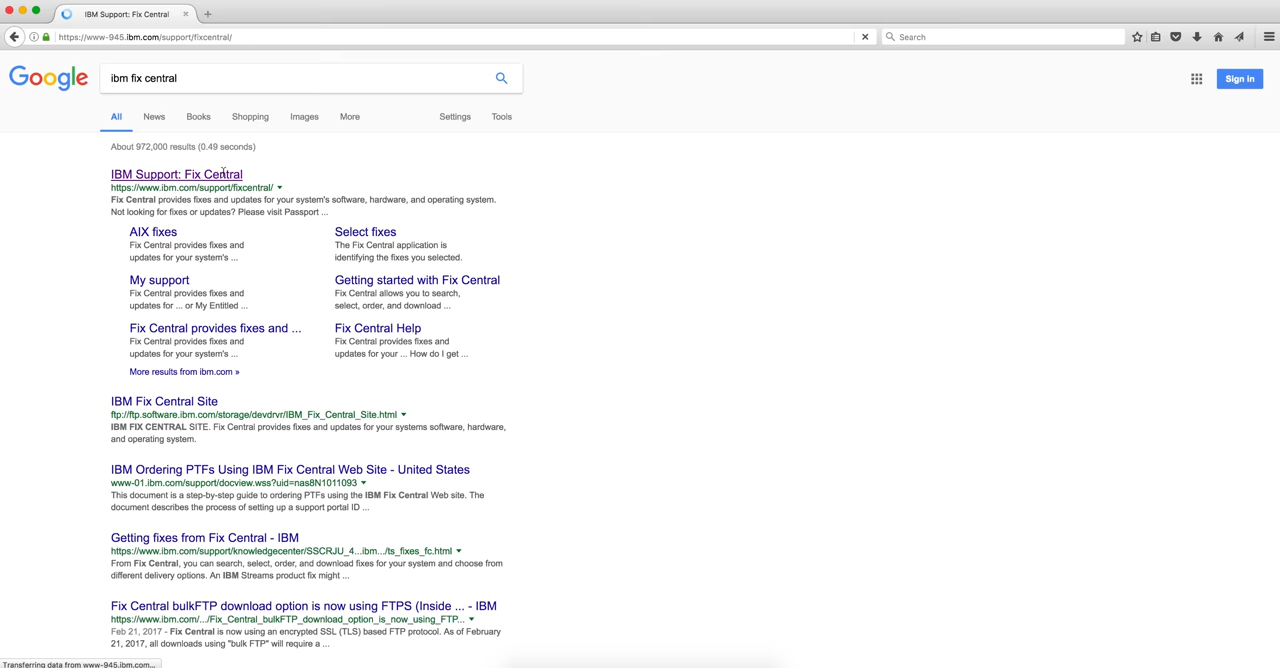 IBM Support: Fix Central
https://www-945.ibm.com/support/fixcentral/
Search
Google
ibm fix central
Sign in
All News Books Shopping Images More Settings Tools
About 972,000 results (0.49 seconds)
IBM Support: Fix Central
https://www.ibm.com/support/fixcentral/
Fix Central provides fixes and updates for your system's software, hardware, and operating system.
Not looking for fixes or updates? Please visit Passport ...
AIX fixes
Fix Central provides fixes and
updates for your system's ...
Select fixes
The Fix Central application is
identifying the fixes you selected.
My support
Fix Central provides fixes and
updates for ... or My Entitled ...
Getting started with Fix Central
Fix Central allows you to search,
select, order, and download ...
Fix Central provides fixes and ...
Fix Central provides fixes and
updates for your system's ...
Fix Central Help
Fix Central provides fixes and
updates for your ... How do I get ...
More results from ibm.com »
IBM Fix Central Site
ftp://ftp.software.ibm.com/storage/devdrvr/IBM_Fix_Central_Site.html
IBM FIX CENTRAL SITE. Fix Central provides fixes and updates for your systems software, hardware,
and operating system.
IBM Ordering PTFs Using IBM Fix Central Web Site - United States
www-01.ibm.com/support/docview.wss?uid=nas8N1011093
This document is a step-by-step guide to ordering PTFs using the IBM Fix Central Web site. The
document describes the process of setting up a support portal ID ...
Getting fixes from Fix Central - IBM
https://www.ibm.com/support/knowledgecenter/SSCRJU_4...ibm.../ts_fixes_fc.html
From Fix Central, you can search, select, order, and download fixes for your system and choose from
different delivery options. An IBM Streams product fix might ...
Fix Central bulkFTP download option is now using FTPS (Inside ... - IBM
https://www.ibm.com/.../Fix_Central_bulkFTP_download_option_is_now_using_FTP...
Feb 21, 2017 - Fix Central is now using an encrypted SSL (TLS) based FTP protocol. As of February
21, 2017, all downloads using "bulk FTP" will require a ...
Transferring data from www-945.ibm.com...